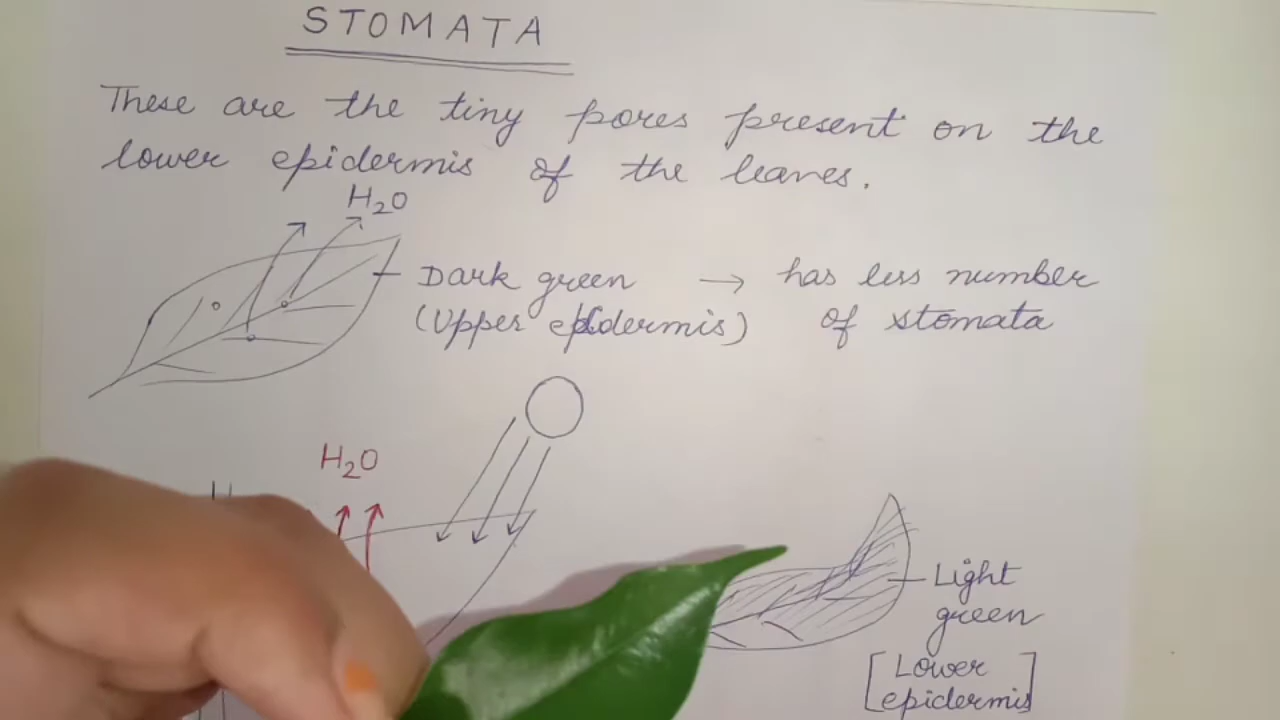 STOMATA
These are the tiny pores present on the
lower epidermis of the leaves.
H2O
Dark green → has less number
(Upper epidermis) of stomata
H2O
Light
green
[Lower
epidermis]